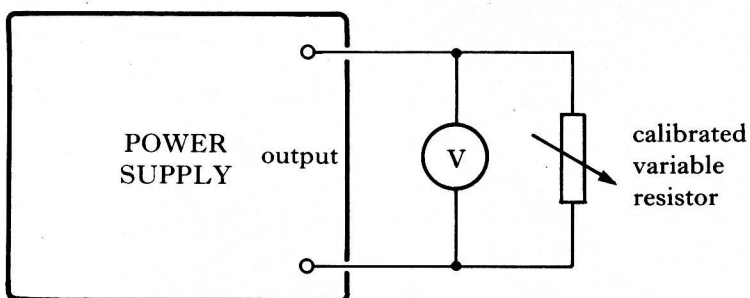 POWER
SUPPLY
output
V
calibrated
variable
resistor